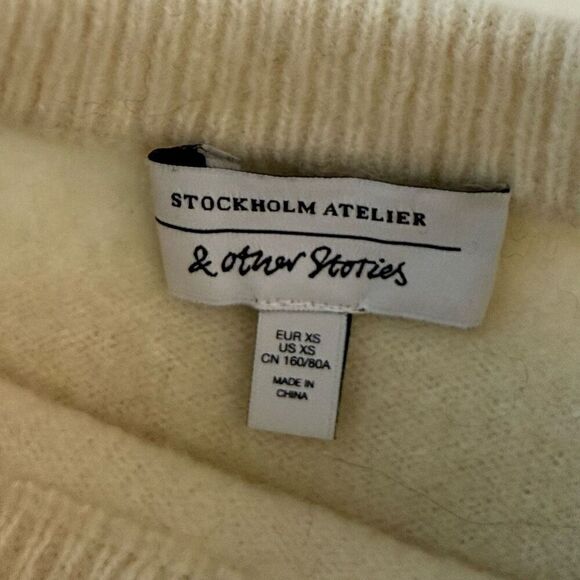 STOCKHOLM ATELIER
& other Stories
EUR XS
US XS
CN 160/80A
MADE IN
CHINA